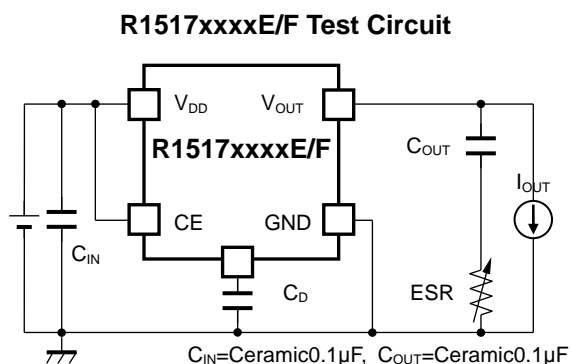 R1517xxxxE/F Test Circuit
VDD VOUT
R1517xxxxE/F
COUT
IOUT
CE GND
CIN
CD
ESR
CIN=Ceramic0.1μF, COUT=Ceramic0.1μF